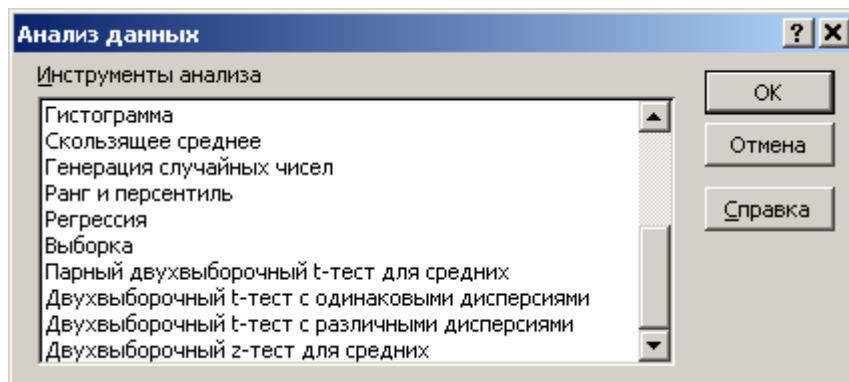 Анализ данных
Инструменты анализа
Гистограмма
Скользящее среднее
Генерация случайных чисел
Ранг и персентиль
Регрессия
Выборка
Парный двухвыборочный t-тест для средних
Двухвыборочный t-тест с одинаковыми дисперсиями
Двухвыборочный t-тест с различными дисперсиями
Двухвыборочный z-тест для средних
ОК
Отмена
Справка